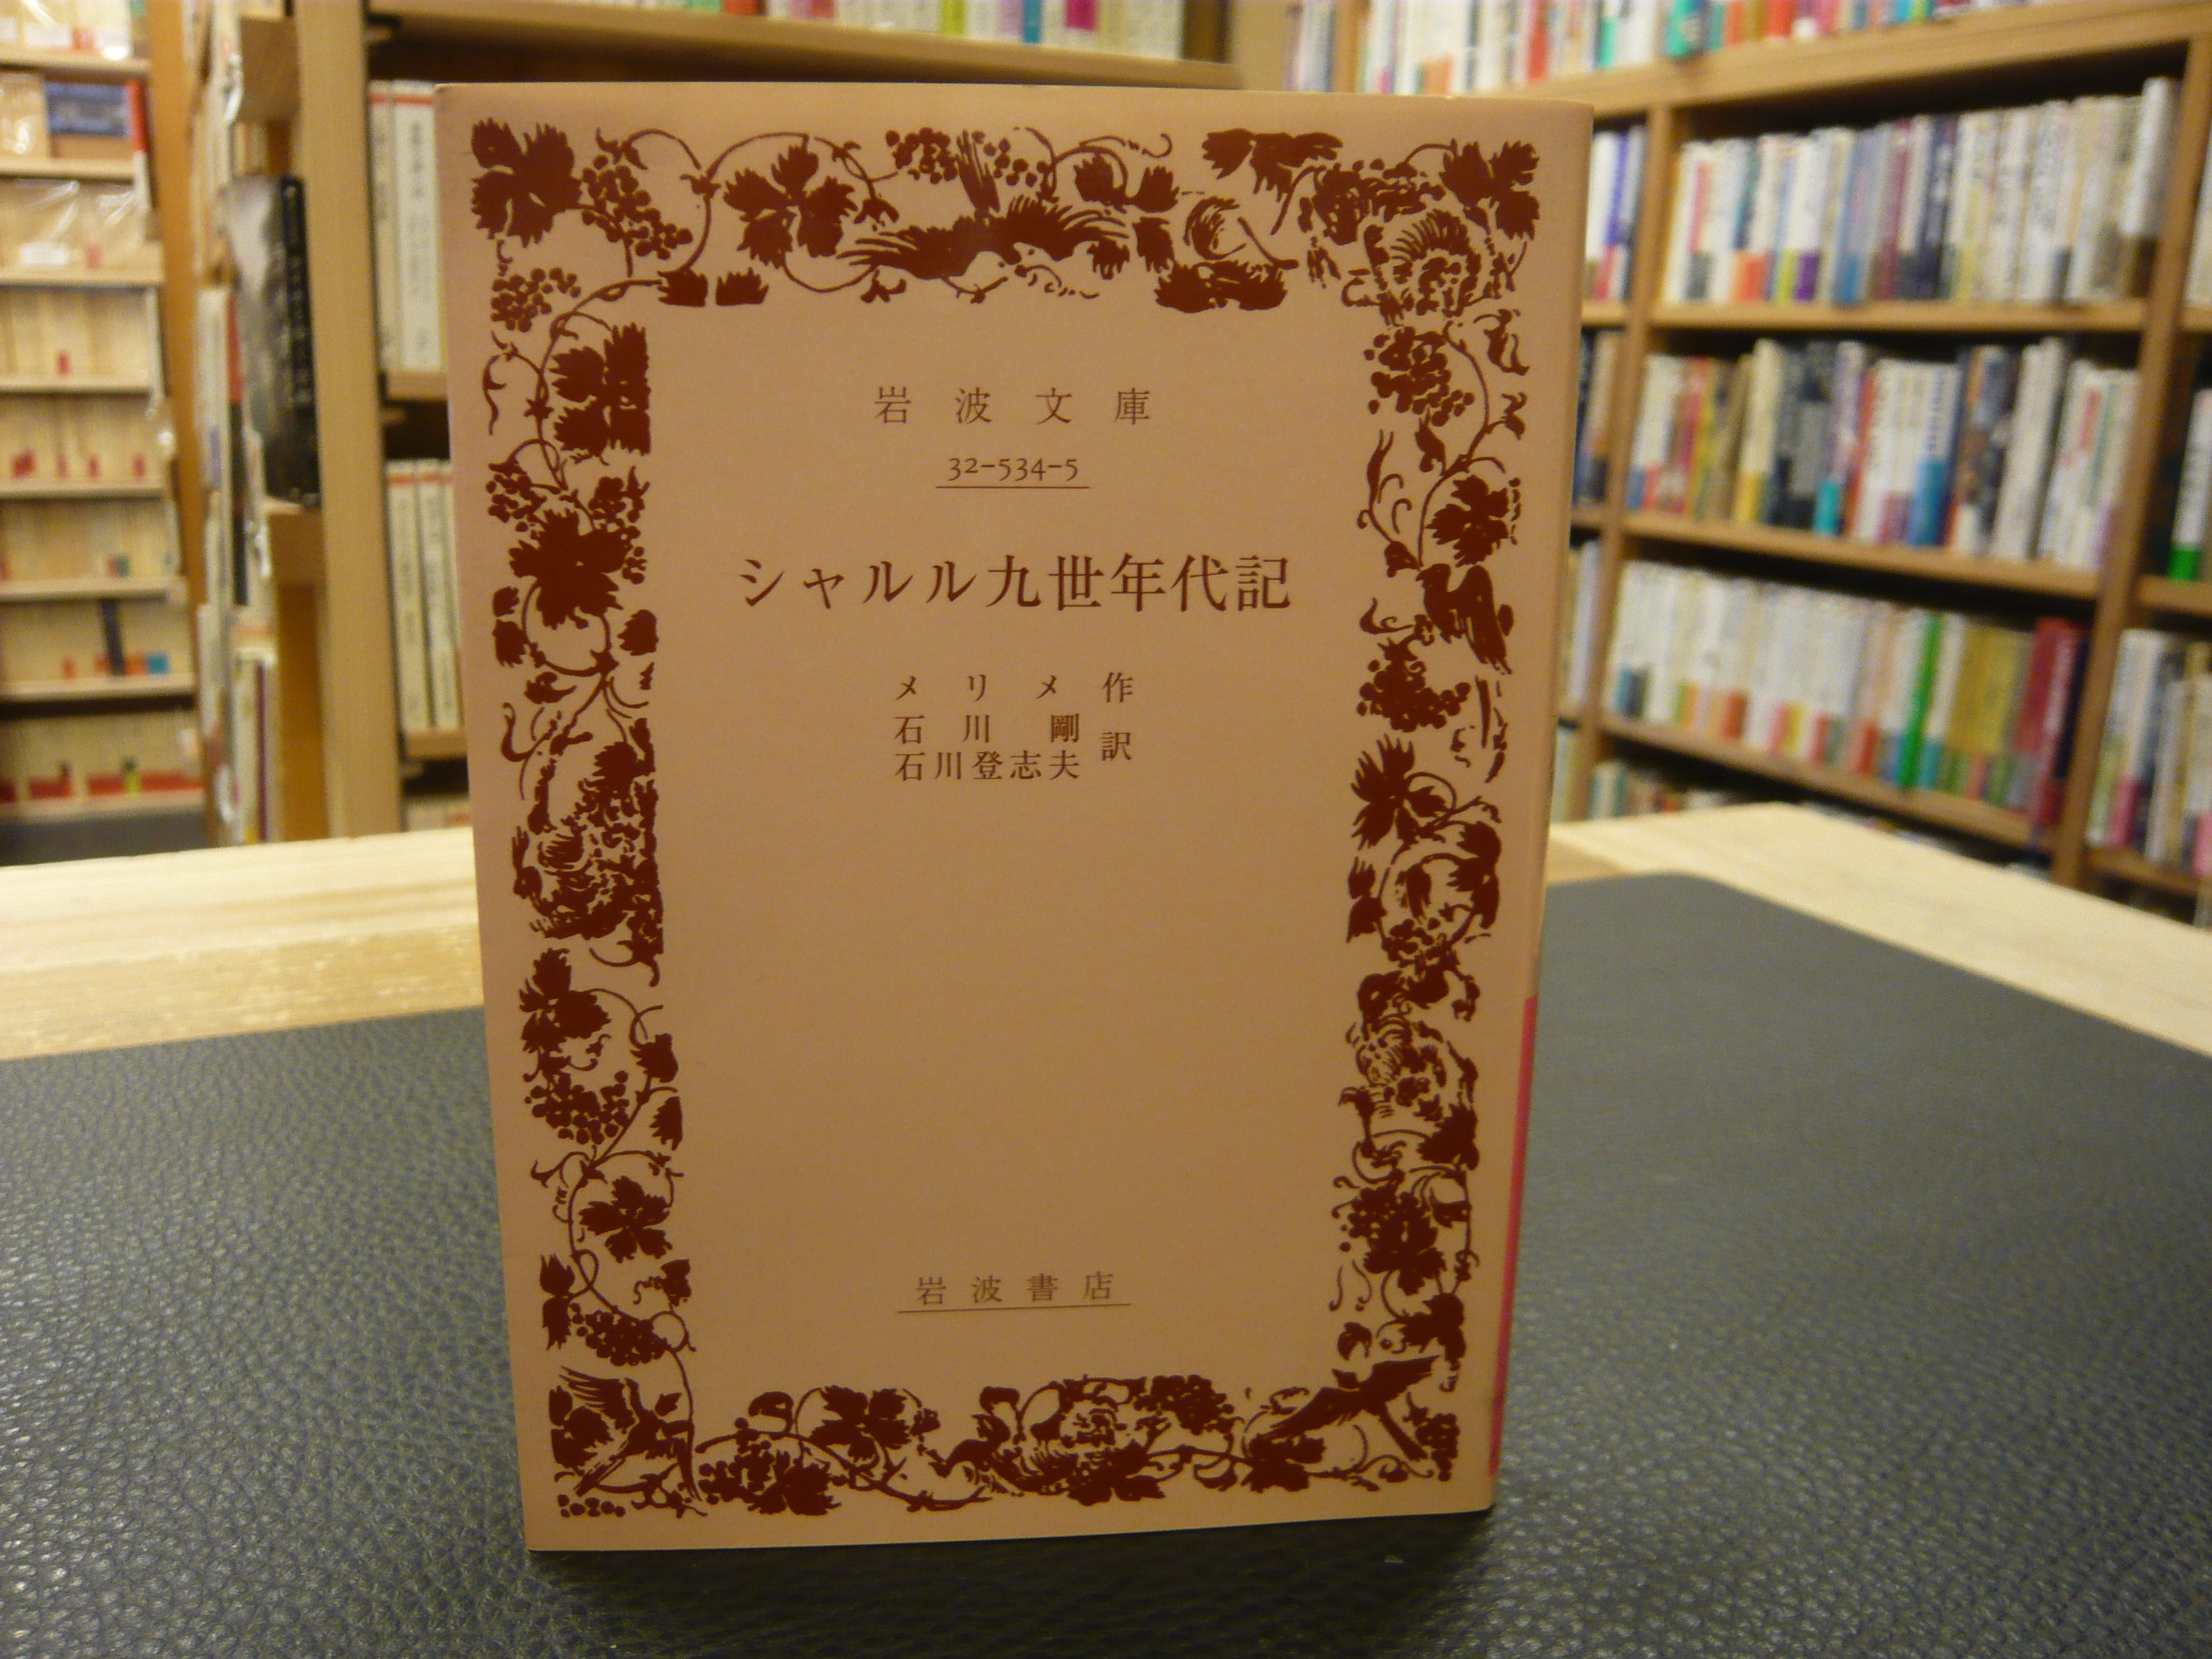 岩波文庫
32-534-5
シャルル九世年代記
メリメ作
石川剛
石川登志夫 訳
岩波書店